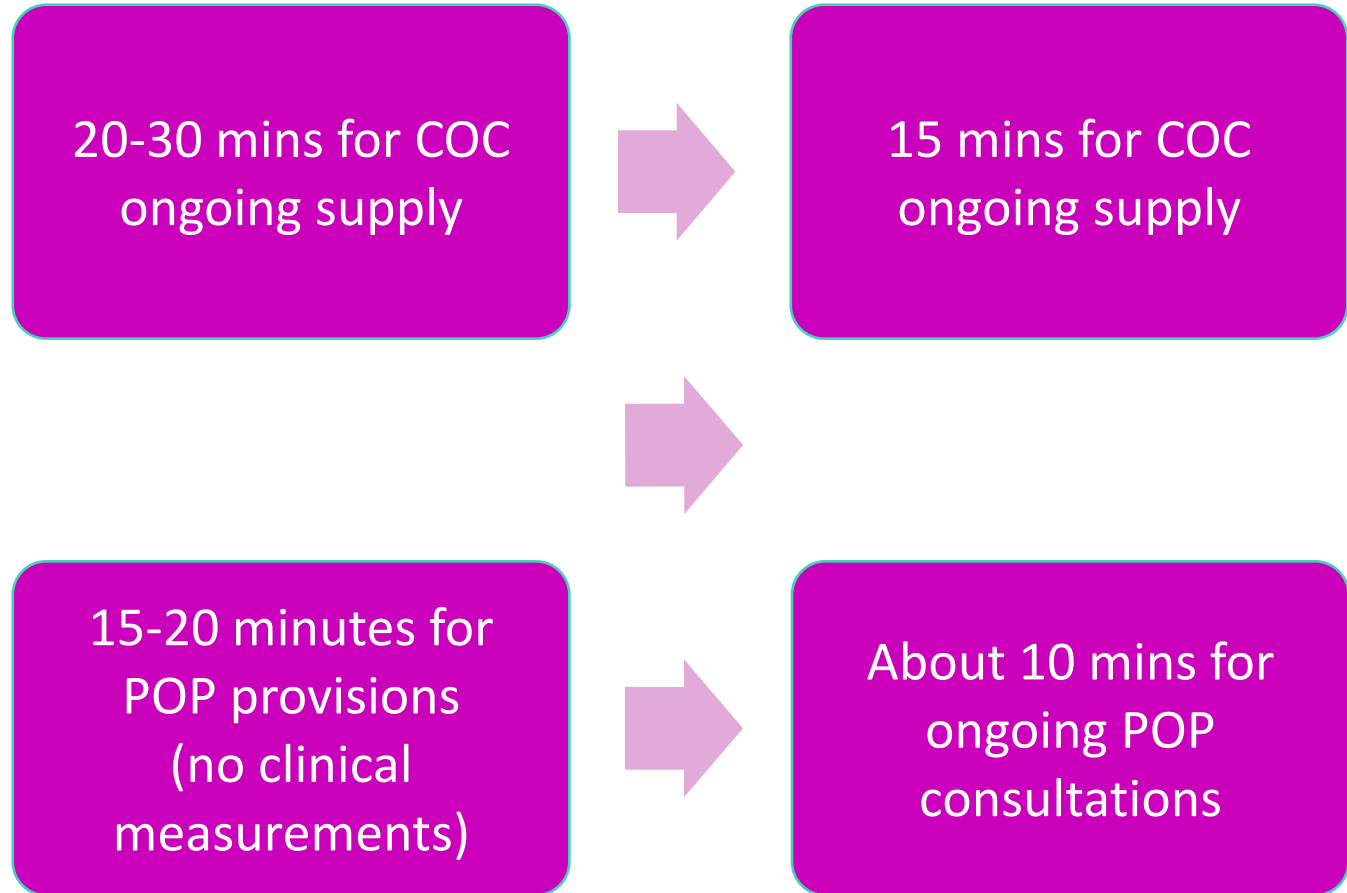 20-30 mins for COC
ongoing supply
15 mins for COC
ongoing supply
15-20 minutes for
POP provisions
(no clinical
measurements)
About 10 mins for
ongoing POP
consultations